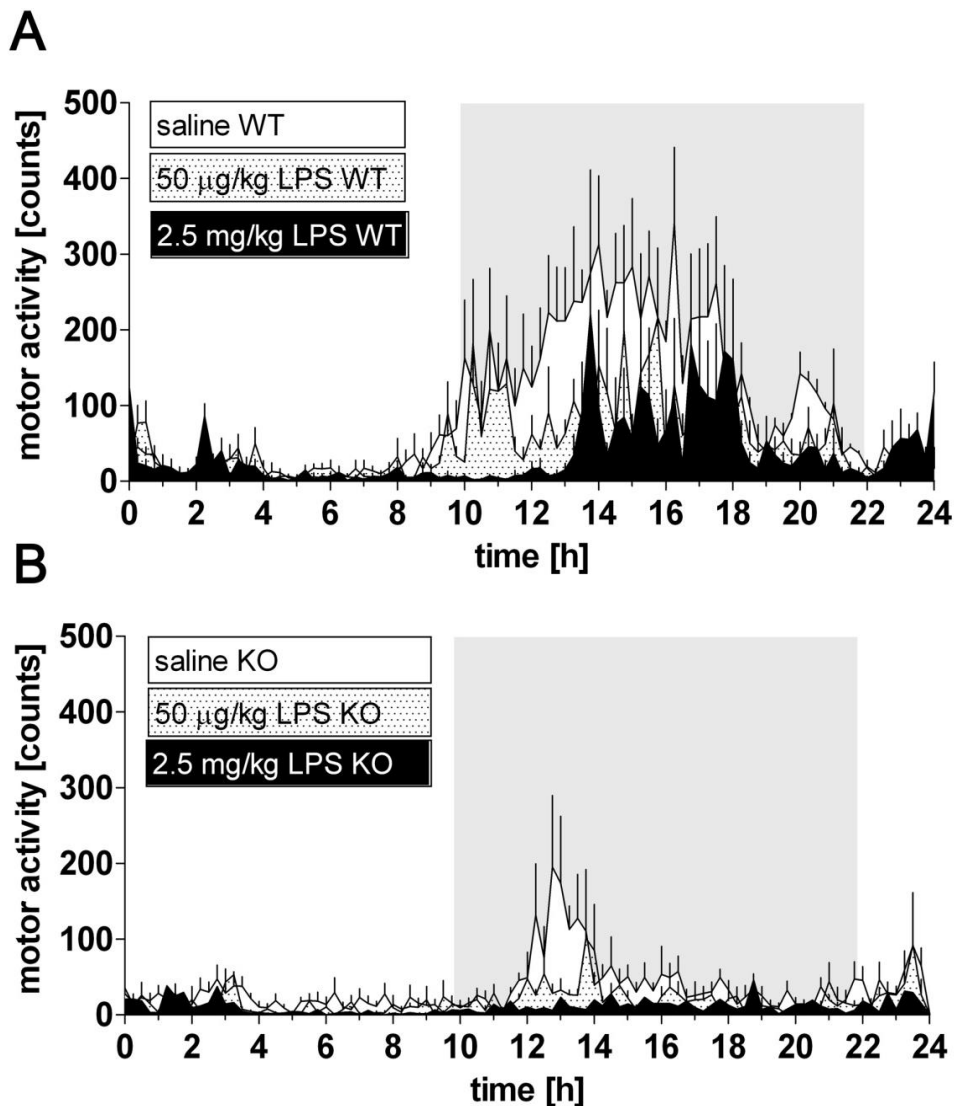 A
motor activity [counts]
500
400
300
200
100
0
saline WT
50 μg/kg LPS WT
2.5 mg/kg LPS WT
0 2 4 6 8 10 12 14 16 18 20 22 24
time [h]
B
motor activity [counts]
500
400
300
200
100
0
saline KO
50 μg/kg LPS KO
2.5 mg/kg LPS KO
0 2 4 6 8 10 12 14 16 18 20 22 24
time [h]